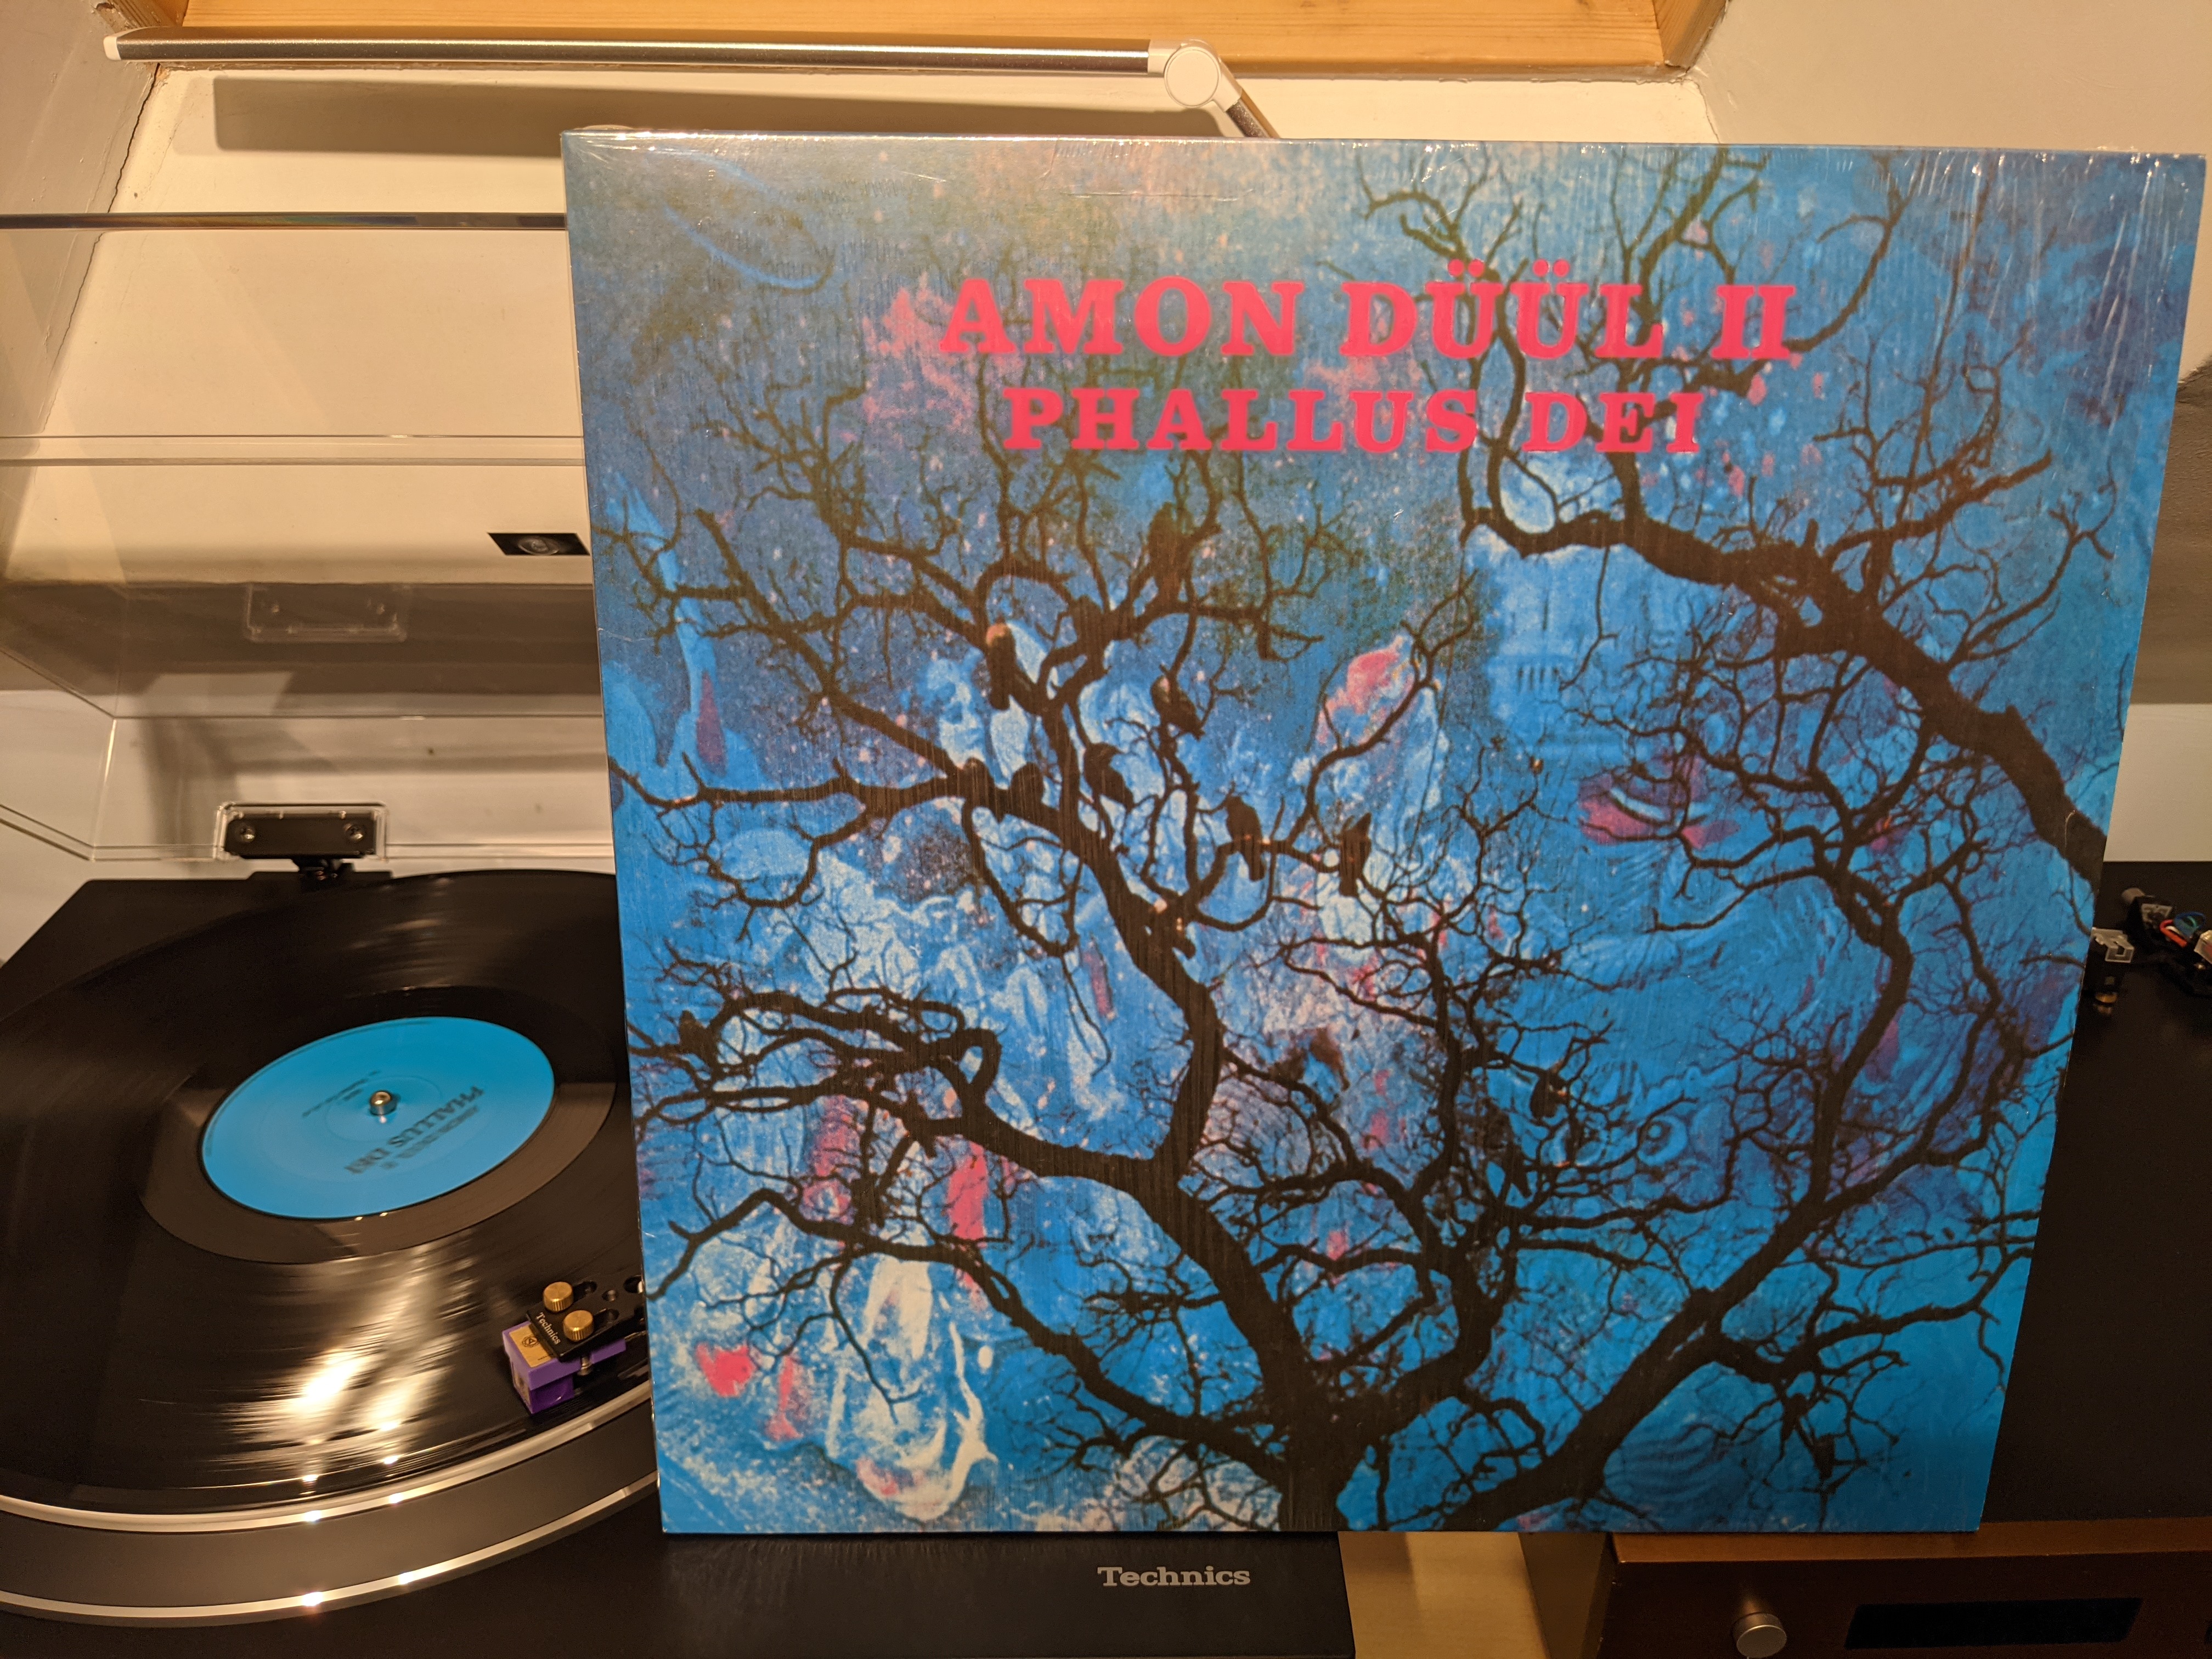 AMON DÜÜL II
PHALLUS DEI
PHALLUS DEI
Technics
Technics